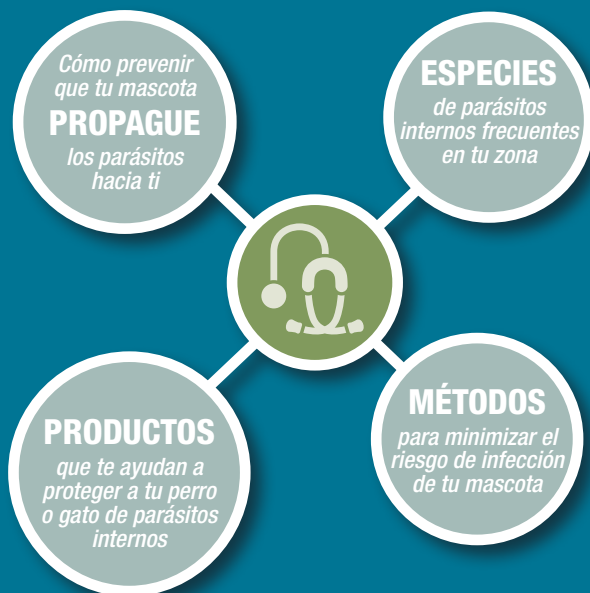 Cómo prevenir
que tu mascota
PROPAGUE
los parásitos
hacia ti
ESPECIES
de parásitos
internos frecuentes
en tu zona
PRODUCTOS
que te ayudan a
proteger a tu perro
o gato de parásitos
internos
MÉTODOS
para minimizar el
riesgo de infección
de tu mascota